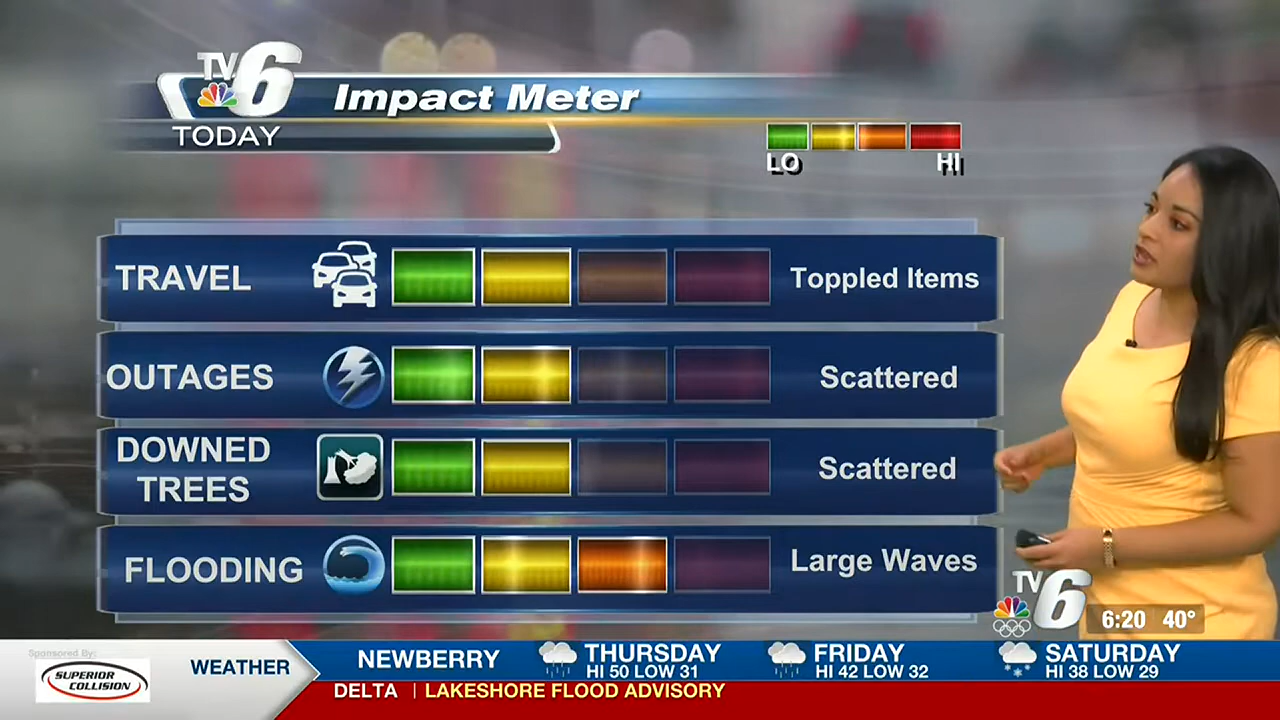 TV6
TODAY
Impact Meter
LO
HI
TRAVEL
Toppled Items
OUTAGES
Scattered
DOWNED
TREES
Scattered
FLOODING
Large Waves
TV6
6:20 40°
Sponsored By:
SUPERIOR
COLLISION
WEATHER
NEWBERRY
THURSDAY
HI 50 LOW 31
FRIDAY
HI 42 LOW 32
SATURDAY
HI 38 LOW 29
DELTA | LAKESHORE FLOOD ADVISORY